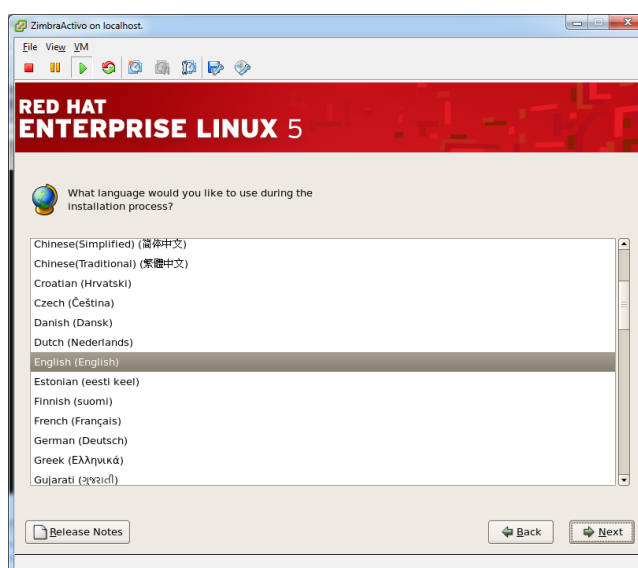 ZimbraActivo on localhost.
File View VM
RED HAT
ENTERPRISE LINUX 5
What language would you like to use during the
installation process?
Chinese(Simplified) (简体中文)
Chinese(Traditional) (繁體中文)
Croatian (Hrvatski)
Czech (Čeština)
Danish (Dansk)
Dutch (Nederlands)
English (English)
Estonian (eesti keel)
Finnish (suomi)
French (Français)
German (Deutsch)
Greek (Ελληνικά)
Gujarati (ગુજરાતી)
Release Notes
Back
Next